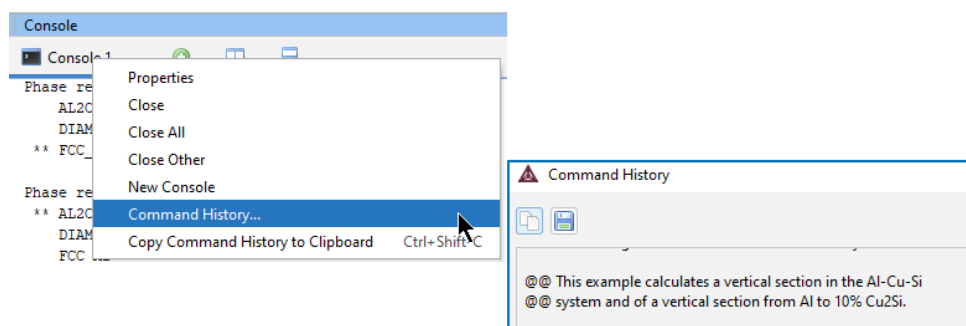 Console
Console 1
Phase re
AL2C
DIAM
** FCC_
Phase re
** AL2C
DIAM
Properties
Close
Close All
Close Other
New Console
Command History...
Copy Command History to Clipboard Ctrl+Shift+C
Command History
@@ This example calculates a vertical section in the Al-Cu-Si
@@ system and of a vertical section from Al to 10% Cu2Si.